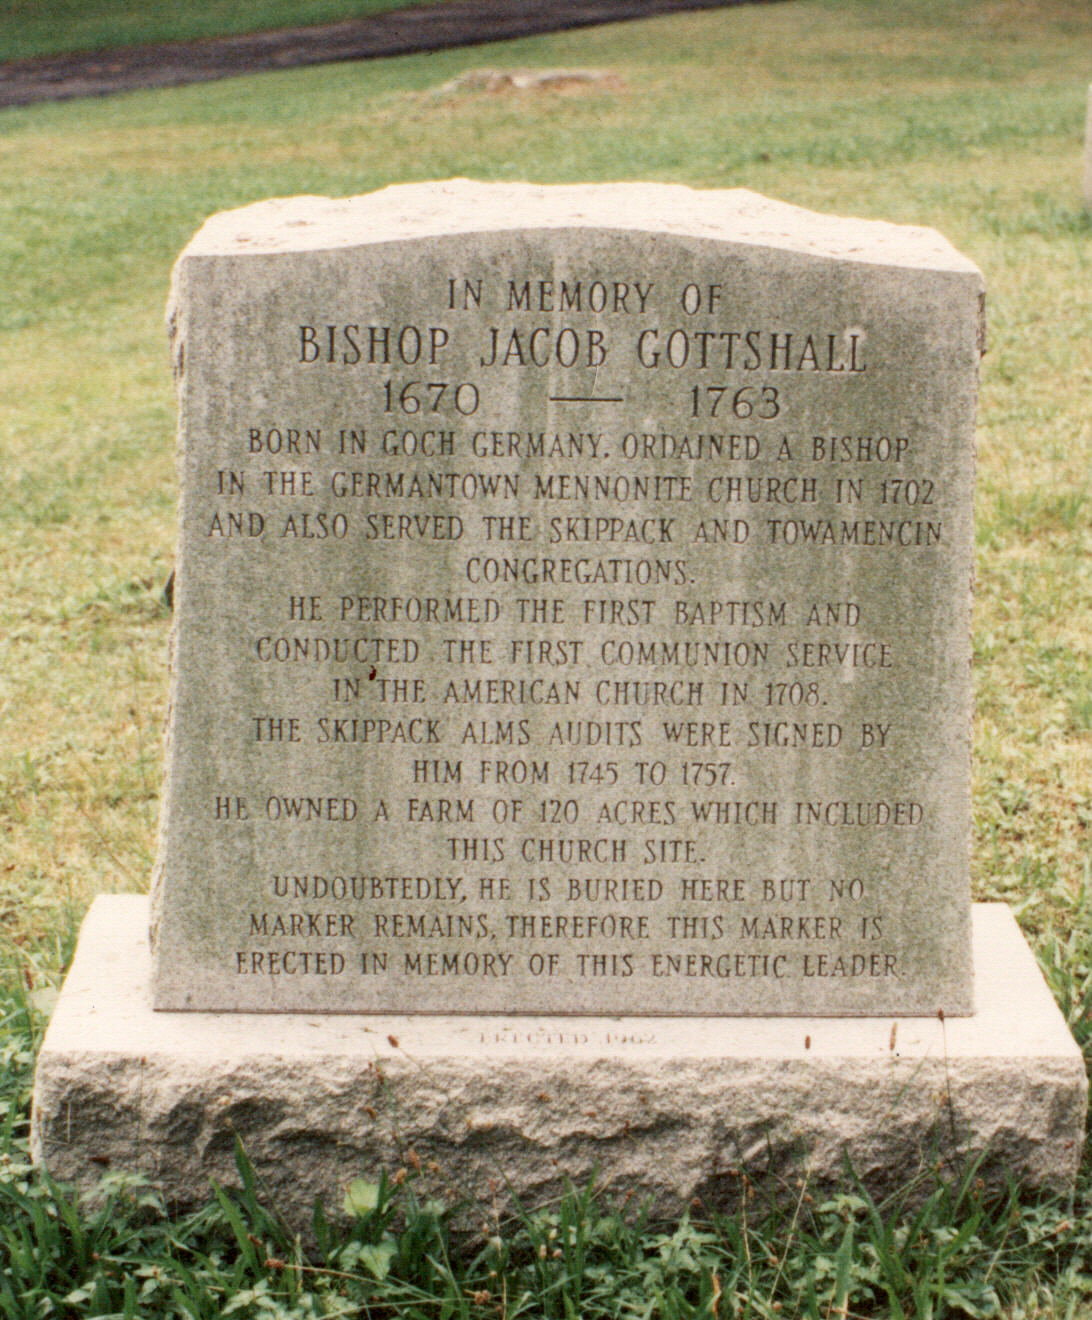 IN MEMORY OF
BISHOP JACOB GOTTSHALL
1670 — 1763
BORN IN GOCH GERMANY. ORDAINED A BISHOP
IN THE GERMANTOWN MENNONITE CHURCH IN 1702
AND ALSO SERVED THE SKIPPACK AND TOWAMENCIN
CONGREGATIONS.
HE PERFORMED THE FIRST BAPTISM AND
CONDUCTED THE FIRST COMMUNION SERVICE
IN THE AMERICAN CHURCH IN 1708.
THE SKIPPACK ALMS AUDITS WERE SIGNED BY
HIM FROM 1745 TO 1757.
HE OWNED A FARM OF 120 ACRES WHICH INCLUDED
THIS CHURCH SITE.
UNDOUBTEDLY, HE IS BURIED HERE BUT NO
MARKER REMAINS, THEREFORE THIS MARKER IS
ERECTED IN MEMORY OF THIS ENERGETIC LEADER.
ERECTED 1962